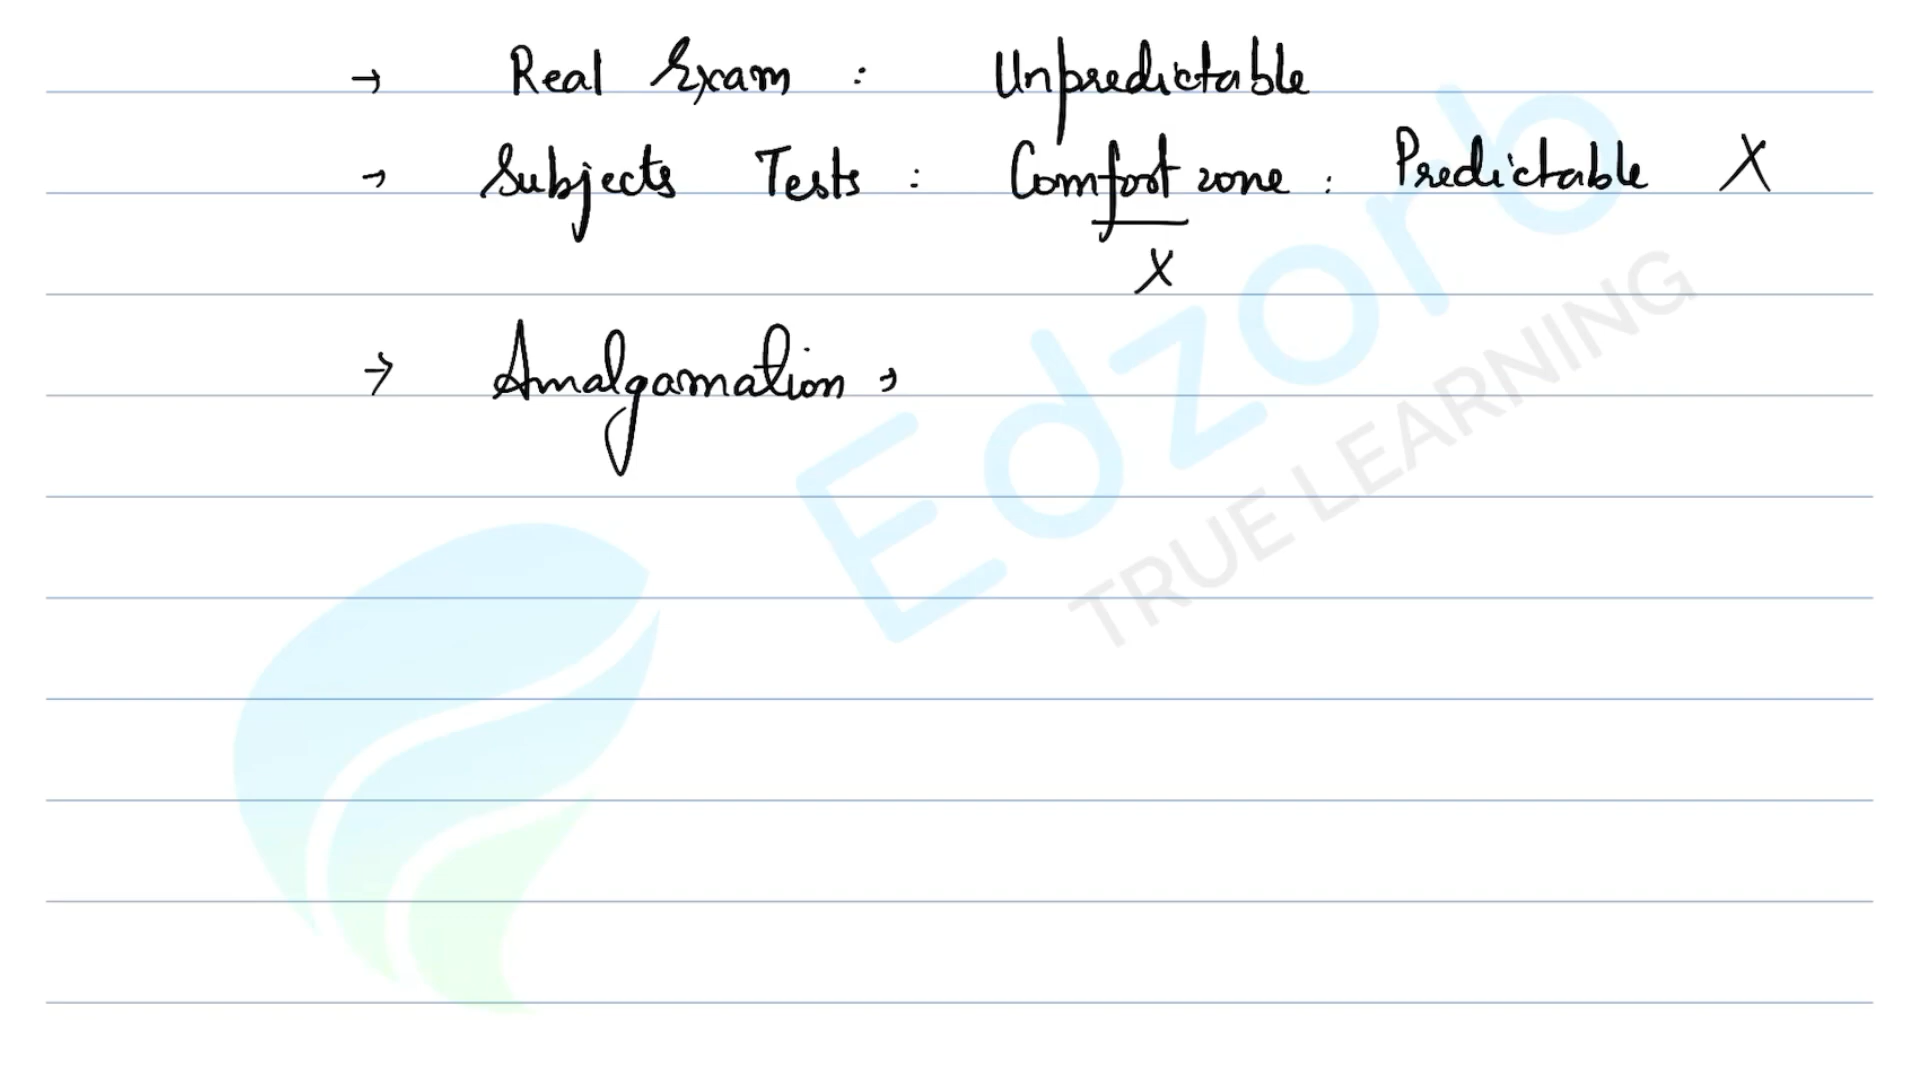 → Real Exam : Unpredictable
→ Subjects Tests : Comfort zone : Predictable X
X
→ Amalgamation →
Edzorb
TRUE LEARNING